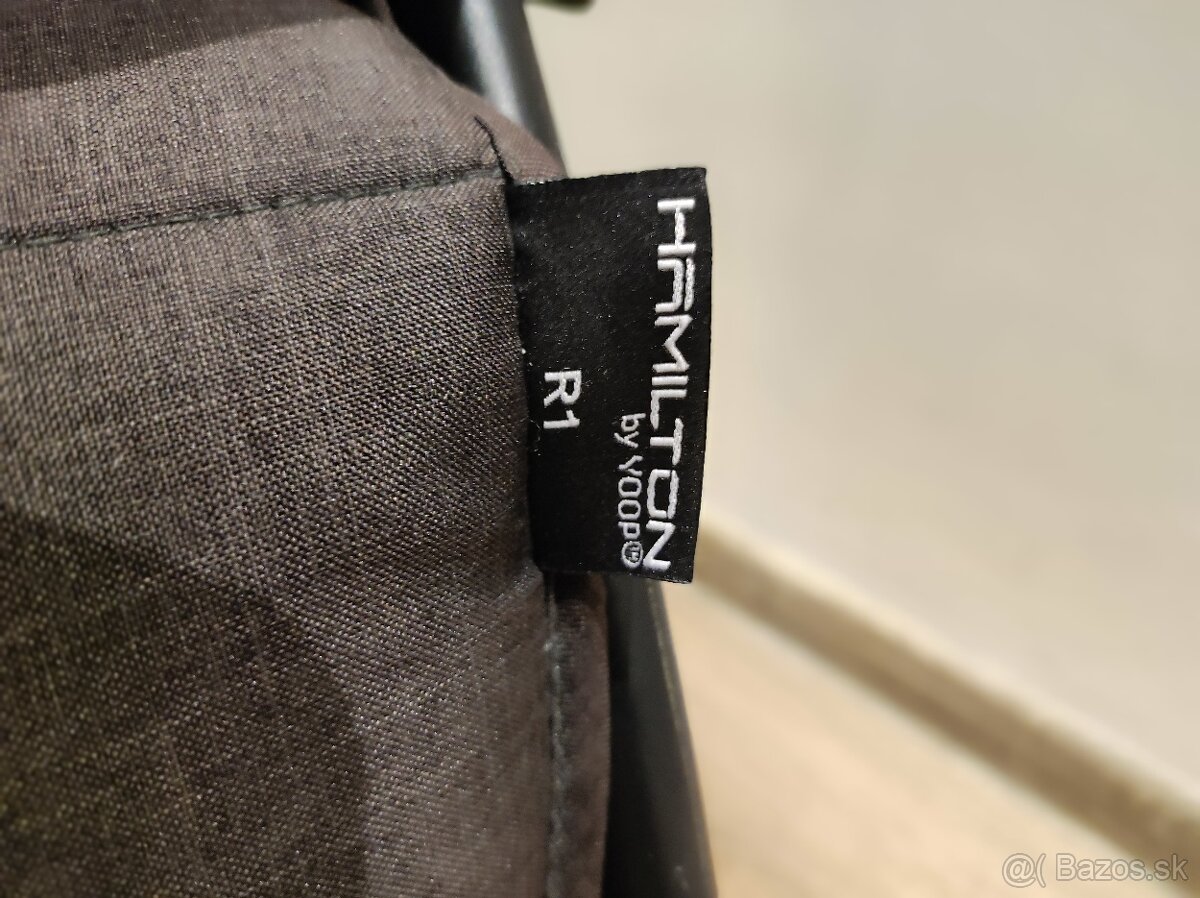 HAMILTON
by YOOP®
R1
@( Bazos.sk